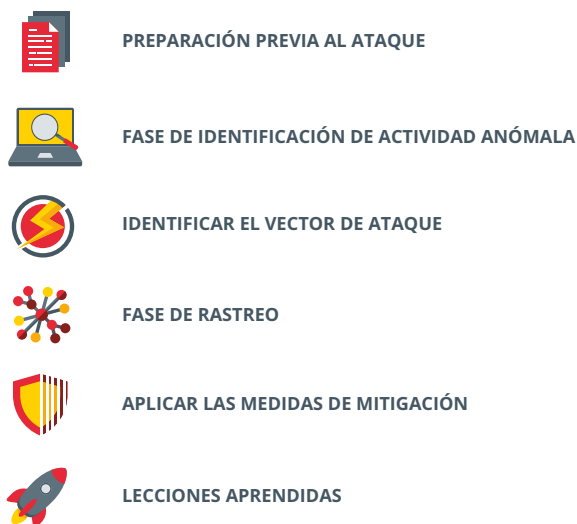 PREPARACIÓN PREVIA AL ATAQUE
FASE DE IDENTIFICACIÓN DE ACTIVIDAD ANÓMALA
IDENTIFICAR EL VECTOR DE ATAQUE
FASE DE RASTREO
APLICAR LAS MEDIDAS DE MITIGACIÓN
LECCIONES APRENDIDAS